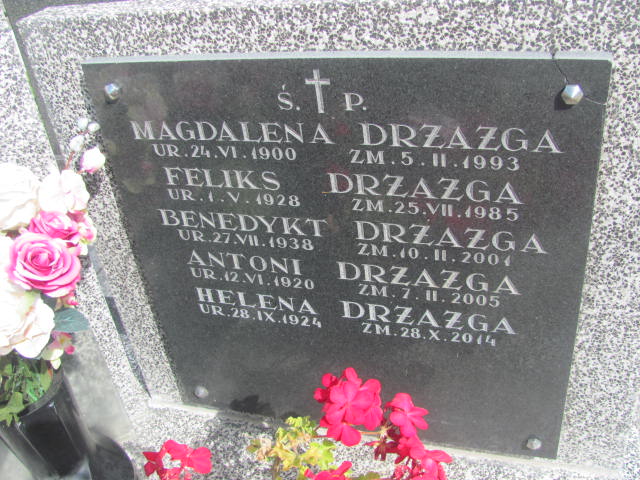 Ś. P.
MAGDALENA DRZAZGA
UR. 24. VI. 1900 ZM. 5. II. 1993
FELIKS DRZAZGA
UR. 1. V. 1928 ZM. 25. VII. 1985
BENEDYKT DRZAZGA
UR. 27. VII. 1938 ZM. 10. II. 2001
ANTONI DRZAZGA
UR. 12. VI. 1920 ZM. 7. II. 2005
HELENA DRZAZGA
UR. 28. IX. 1924 ZM. 28. X. 2014